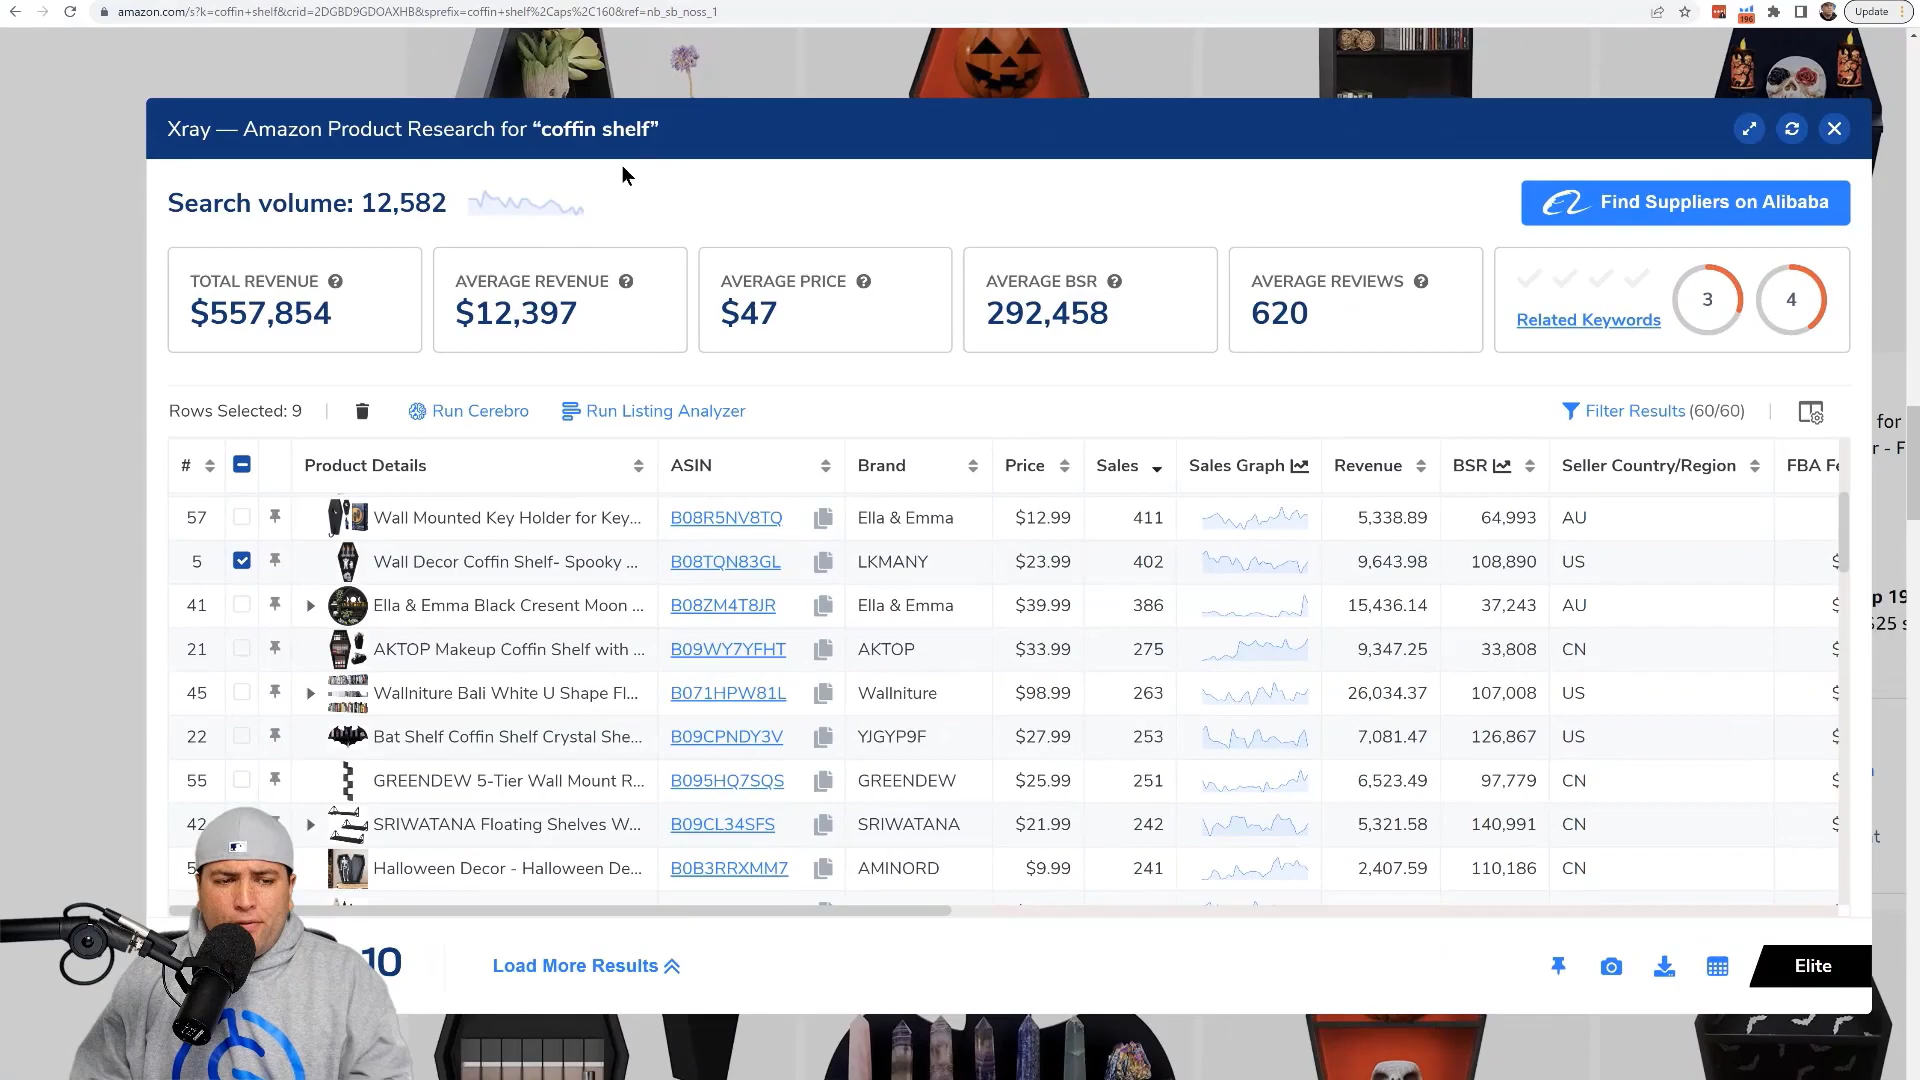 amazon.com/s?k=coffin+shelf&crid=2DGBD9GDOAXHB&sprefix=coffin+shelf%2Caps%2C160&ref=nb_sb_noss_1
196
Update
Xray — Amazon Product Research for “coffin shelf”
Search volume: 12,582
Find Suppliers on Alibaba
TOTAL REVENUE ?
$557,854
AVERAGE REVENUE ?
$12,397
AVERAGE PRICE ?
$47
AVERAGE BSR ?
292,458
AVERAGE REVIEWS ?
620
Related Keywords
3
4
Rows Selected: 9 | Run Cerebro Run Listing Analyzer Filter Results (60/60) |
for
r - F
# Product Details ASIN Brand Price Sales Sales Graph Revenue BSR Seller Country/Region FBA Fe
57 Wall Mounted Key Holder for Key... B08R5NV8TQ Ella & Emma $12.99 411 5,338.89 64,993 AU
5 Wall Decor Coffin Shelf- Spooky ... B08TQN83GL LKMANY $23.99 402 9,643.98 108,890 US $
41 Ella & Emma Black Cresent Moon ... B08ZM4T8JR Ella & Emma $39.99 386 15,436.14 37,243 AU $
p 19
$25 s
21 AKTOP Makeup Coffin Shelf with ... B09WY7YFHT AKTOP $33.99 275 9,347.25 33,808 CN $
45 Wallniture Bali White U Shape Fl... B071HPW81L Wallniture $98.99 263 26,034.37 107,008 US $
22 Bat Shelf Coffin Shelf Crystal She... B09CPNDY3V YJGYP9F $27.99 253 7,081.47 126,867 US $
55 GREENDEW 5-Tier Wall Mount R... B095HQ7SQS GREENDEW $25.99 251 6,523.49 97,779 CN $
42 SRIWATANA Floating Shelves W... B09CL34SFS SRIWATANA $21.99 242 5,321.58 140,991 CN $
5 Halloween Decor - Halloween De... B0B3RRXMM7 AMINORD $9.99 241 2,407.59 110,186 CN
10
Load More Results
Elite